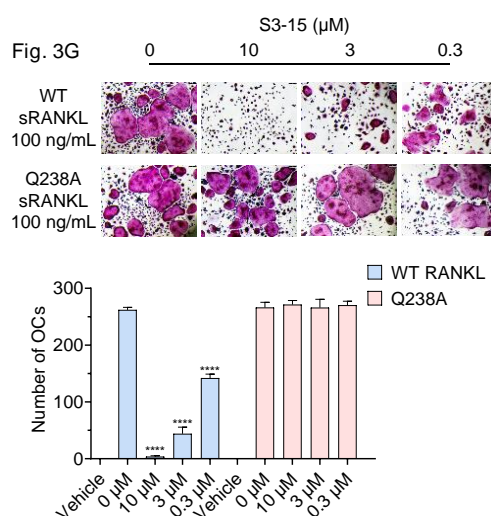 S3-15 (µM)
Fig. 3G
0 10 3 0.3
WT
sRANKL
100 ng/mL
Q238A
sRANKL
100 ng/mL
WT RANKL
Q238A
Number of OCs
300
200
100
0
****
****
****
Vehicle
0 µM
10 µM
3 µM
0.3 µM
Vehicle
0 µM
10 µM
3 µM
0.3 µM